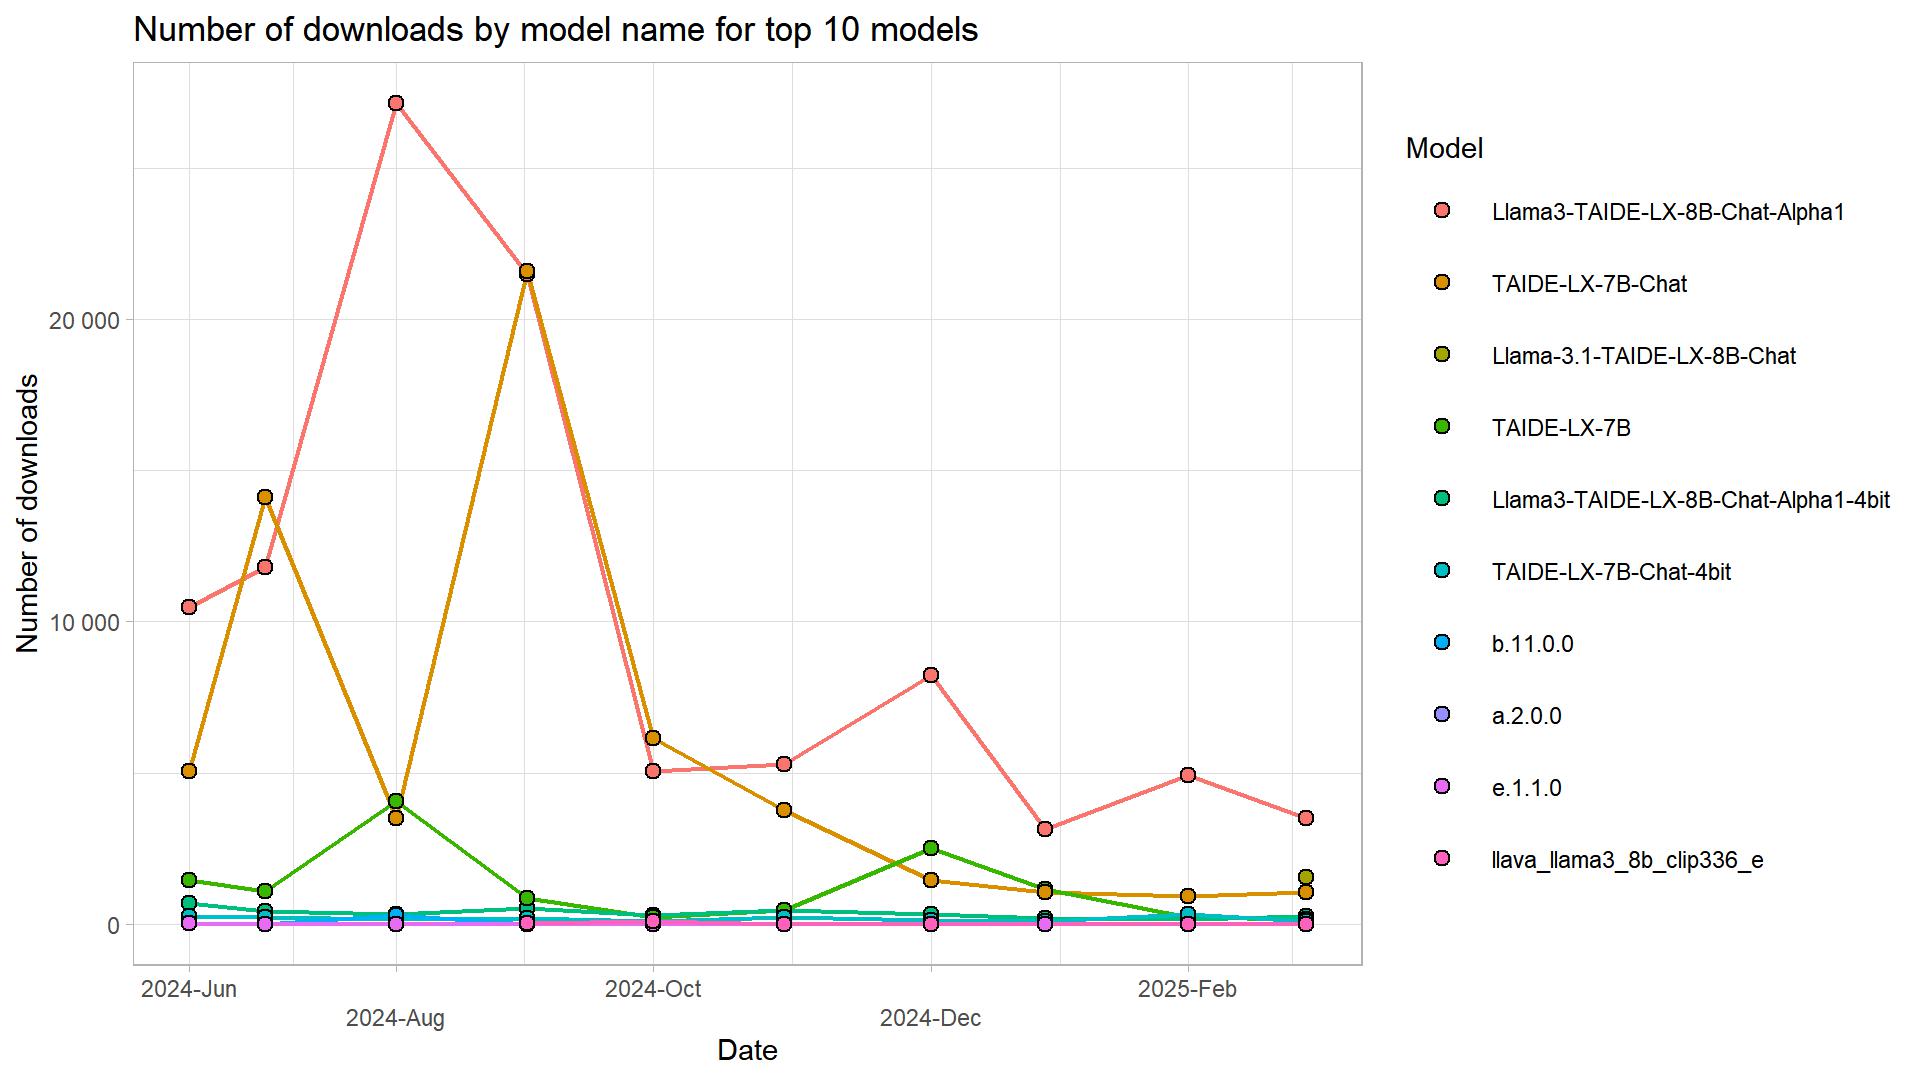 Number of downloads by model name for top 10 models
Number of downloads
20 000
10 000
0
2024-Jun
2024-Aug
2024-Oct
2024-Dec
2025-Feb
Date
Model
Llama3-TAIDE-LX-8B-Chat-Alpha1
TAIDE-LX-7B-Chat
Llama-3.1-TAIDE-LX-8B-Chat
TAIDE-LX-7B
Llama3-TAIDE-LX-8B-Chat-Alpha1-4bit
TAIDE-LX-7B-Chat-4bit
b.11.0.0
a.2.0.0
e.1.1.0
llava_llama3_8b_clip336_e